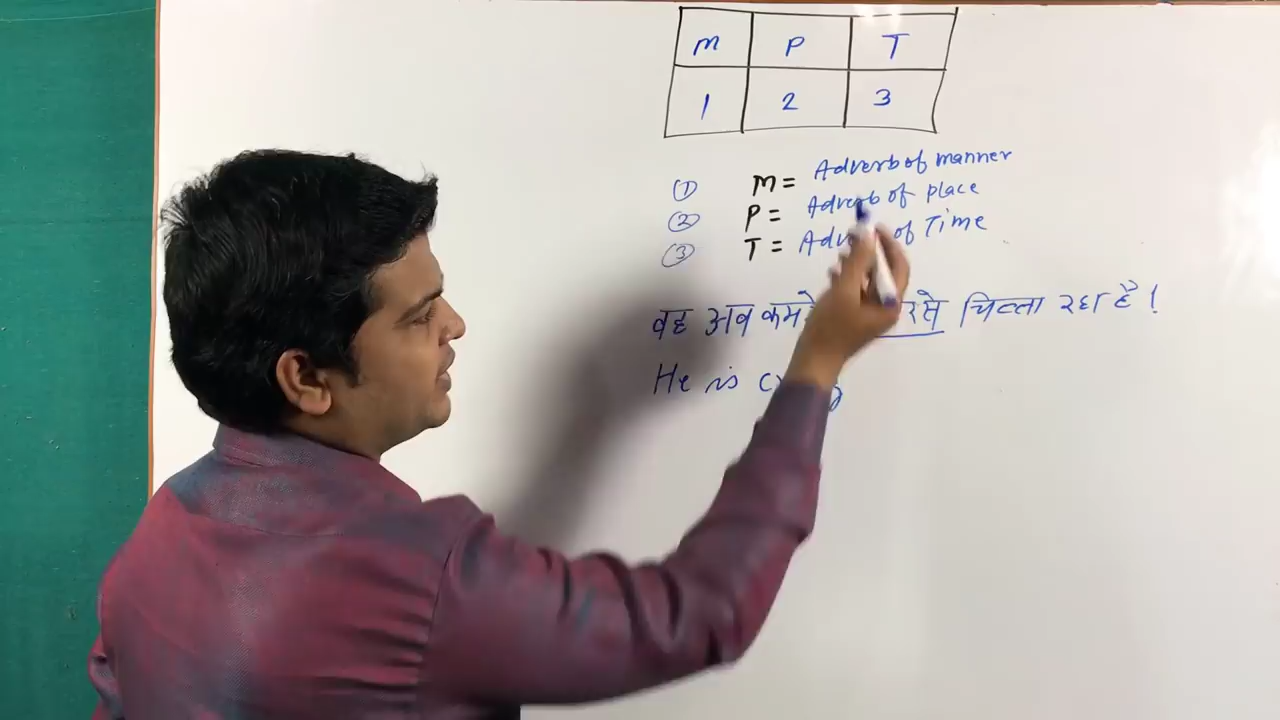 M P T
1 2 3
① M = Adverb of manner
② P = Adverb of place
③ T = of Time
वह अब चिल्ला रहा है !
He is